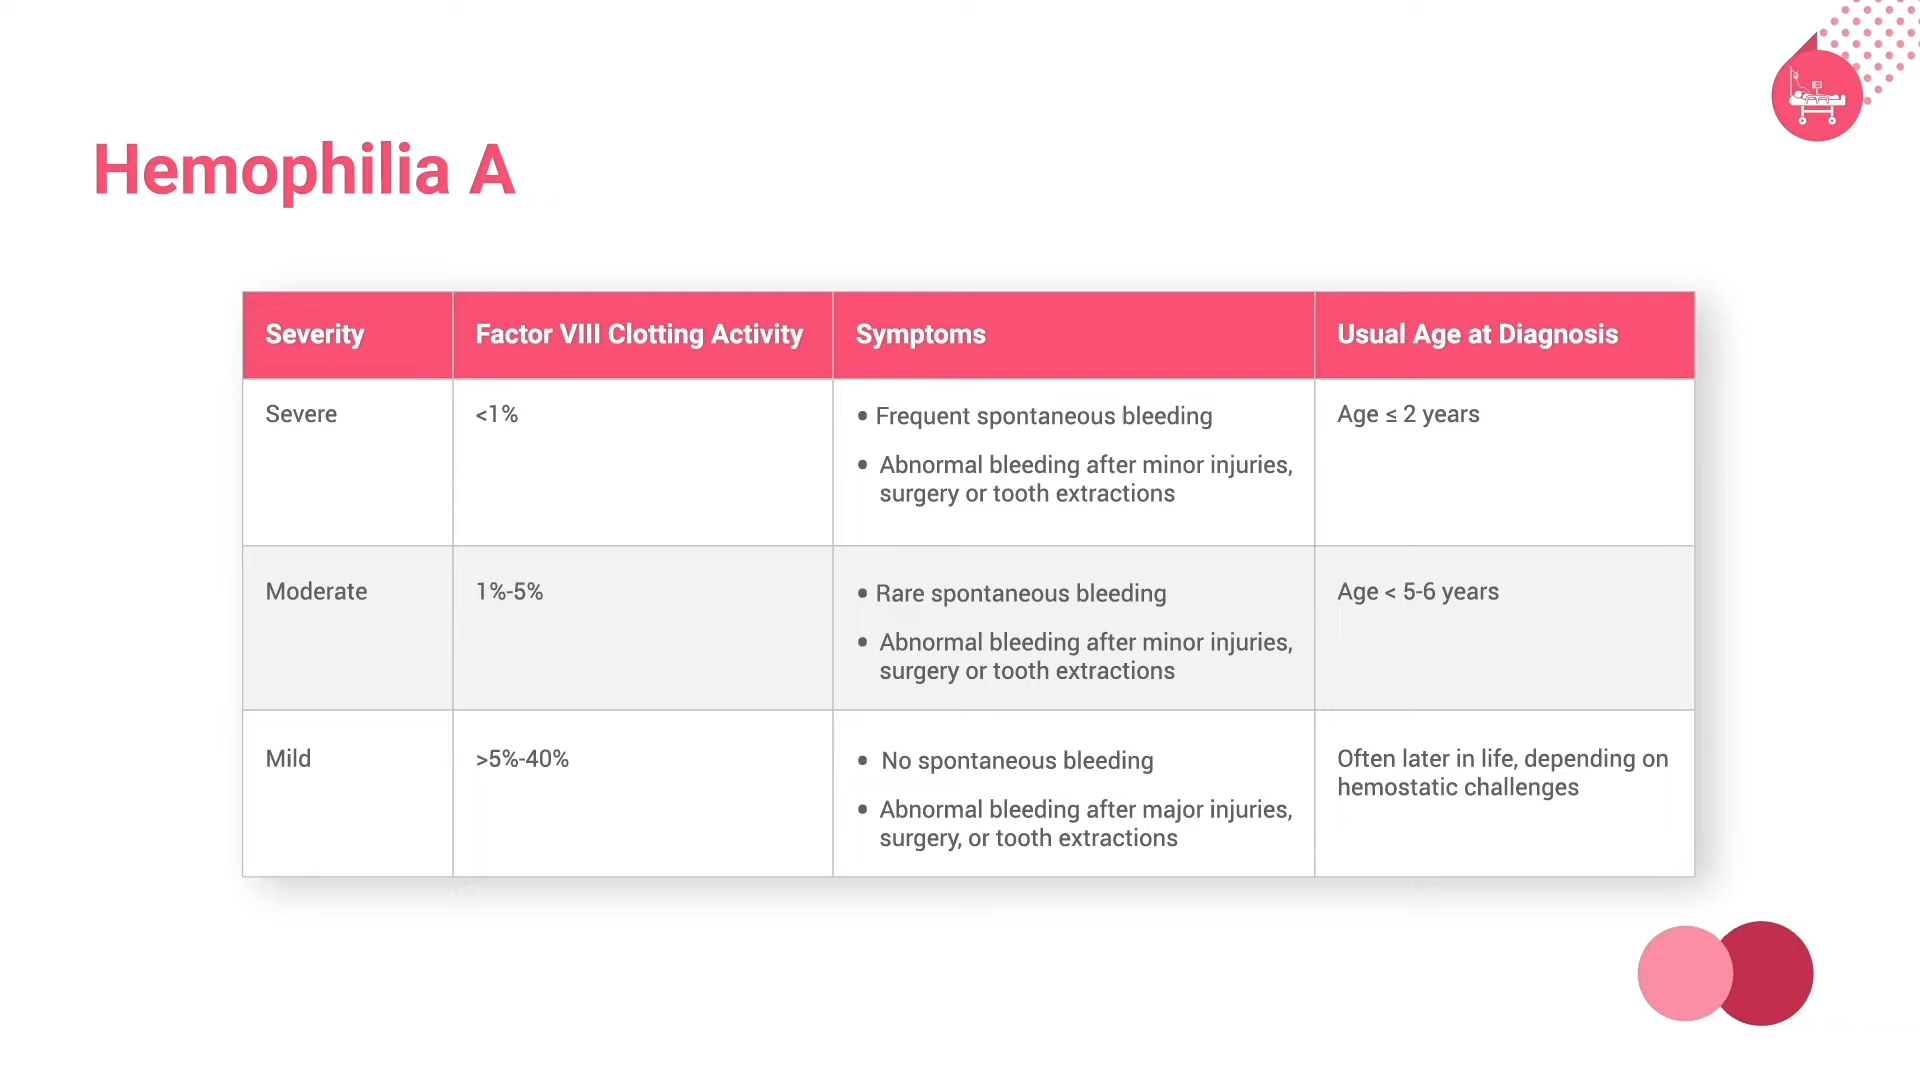 Hemophilia A
Severity
Factor VIII Clotting Activity
Symptoms
Usual Age at Diagnosis
Severe
<1%
• Frequent spontaneous bleeding
• Abnormal bleeding after minor injuries,
surgery or tooth extractions
Age ≤ 2 years
Moderate
1%-5%
• Rare spontaneous bleeding
• Abnormal bleeding after minor injuries,
surgery or tooth extractions
Age < 5-6 years
Mild
>5%-40%
• No spontaneous bleeding
• Abnormal bleeding after major injuries,
surgery, or tooth extractions
Often later in life, depending on
hemostatic challenges